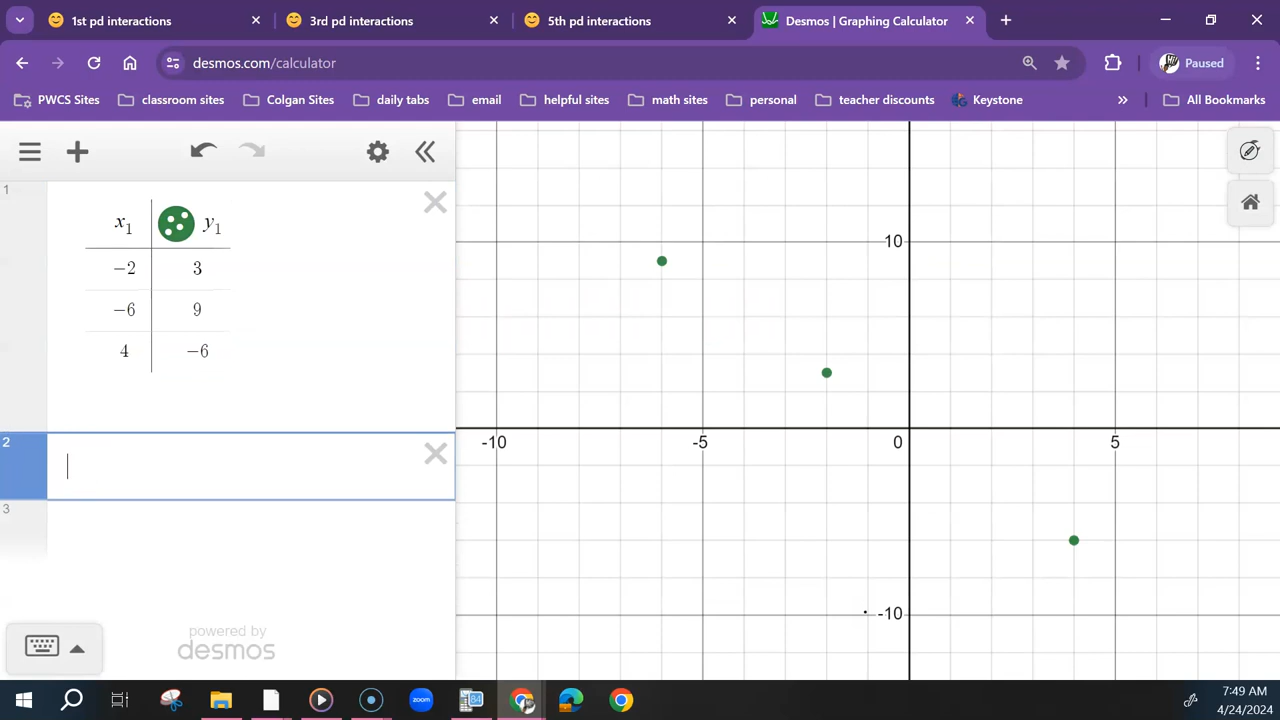 1st pd interactions
3rd pd interactions
5th pd interactions
Desmos | Graphing Calculator
desmos.com/calculator
Paused
PWCS Sites
classroom sites
Colgan Sites
daily tabs
email
helpful sites
math sites
personal
teacher discounts
Keystone
All Bookmarks
1
x₁ y₁
−2 3
−6 9
4 −6
2
3
10
-10 -5 0 5
-10
powered by
desmos
zoom
7:49 AM
4/24/2024